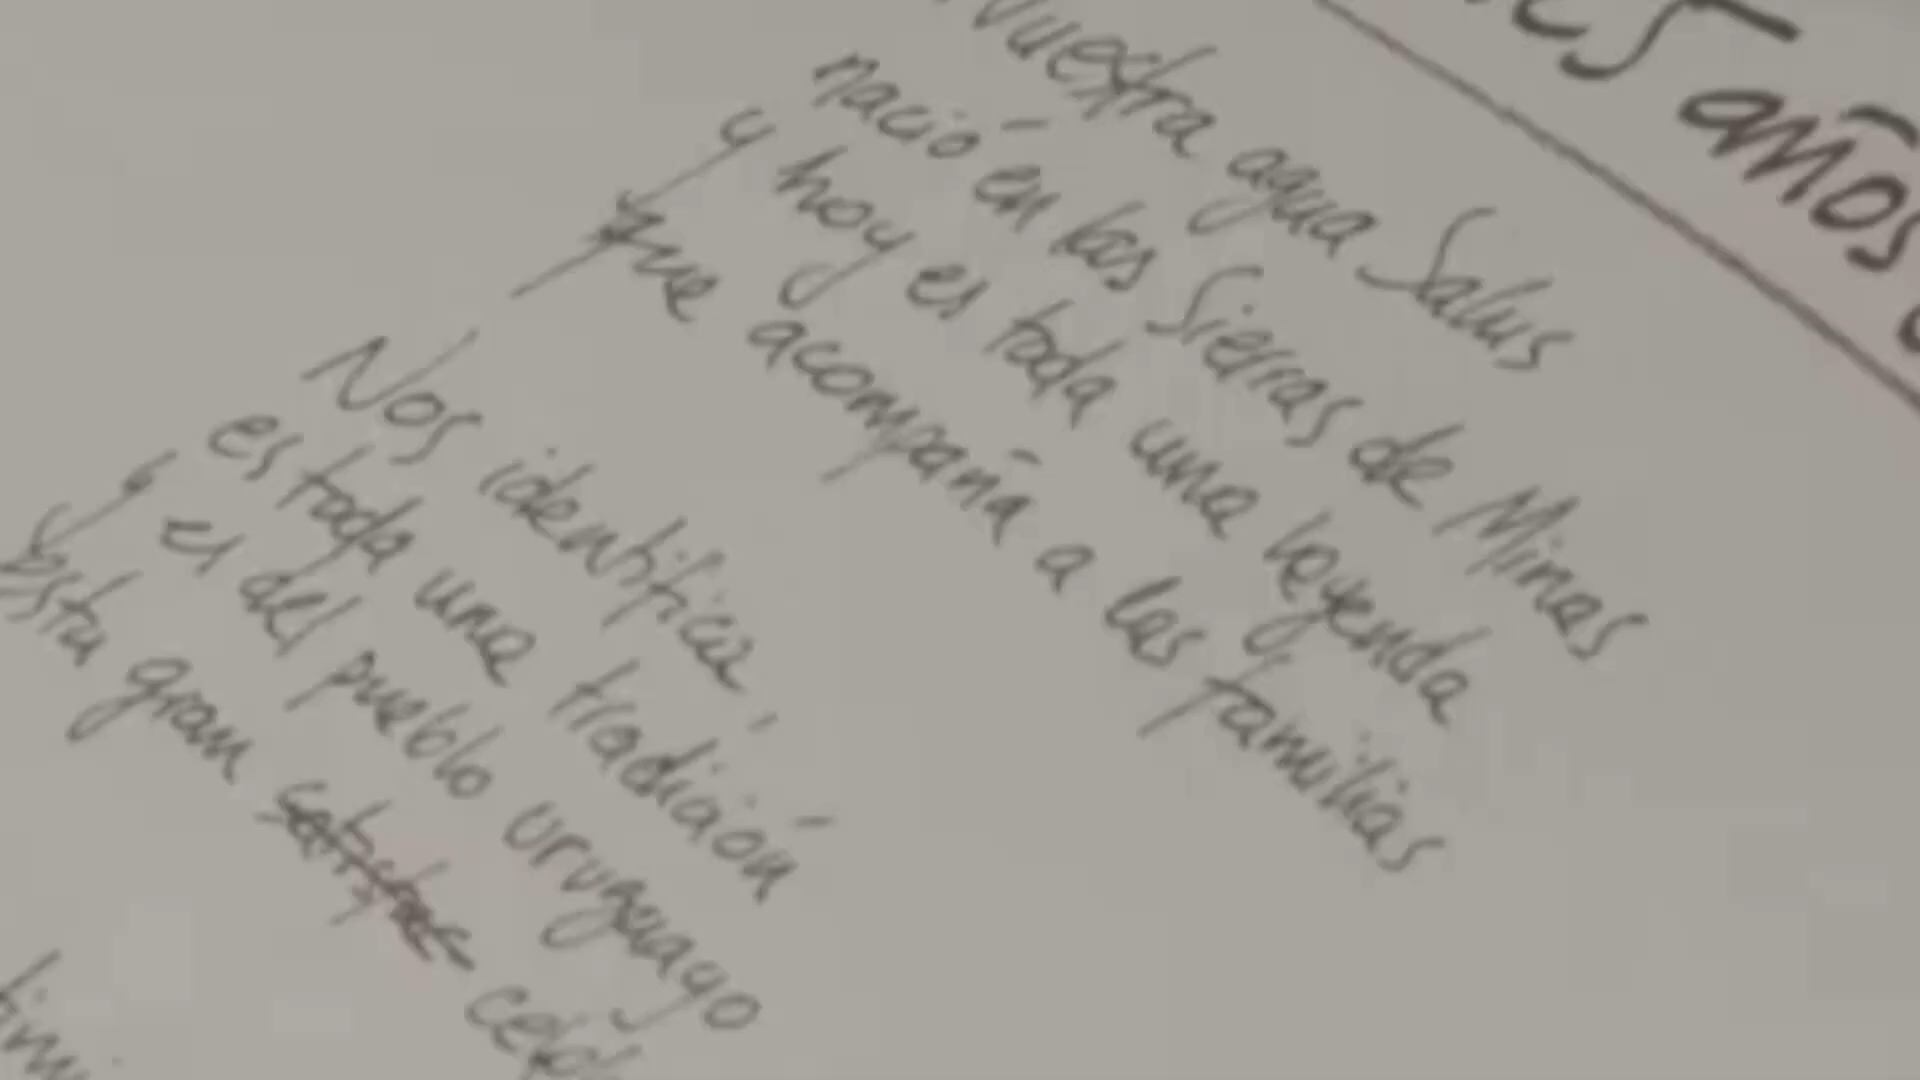 años
Nuestra agua Salus
nació en las Sierras de Minas
y hoy es toda una leyenda
que acompaña a las familias
Nos identifica,
es toda una tradición
y el del pueblo uruguayo
esta gran